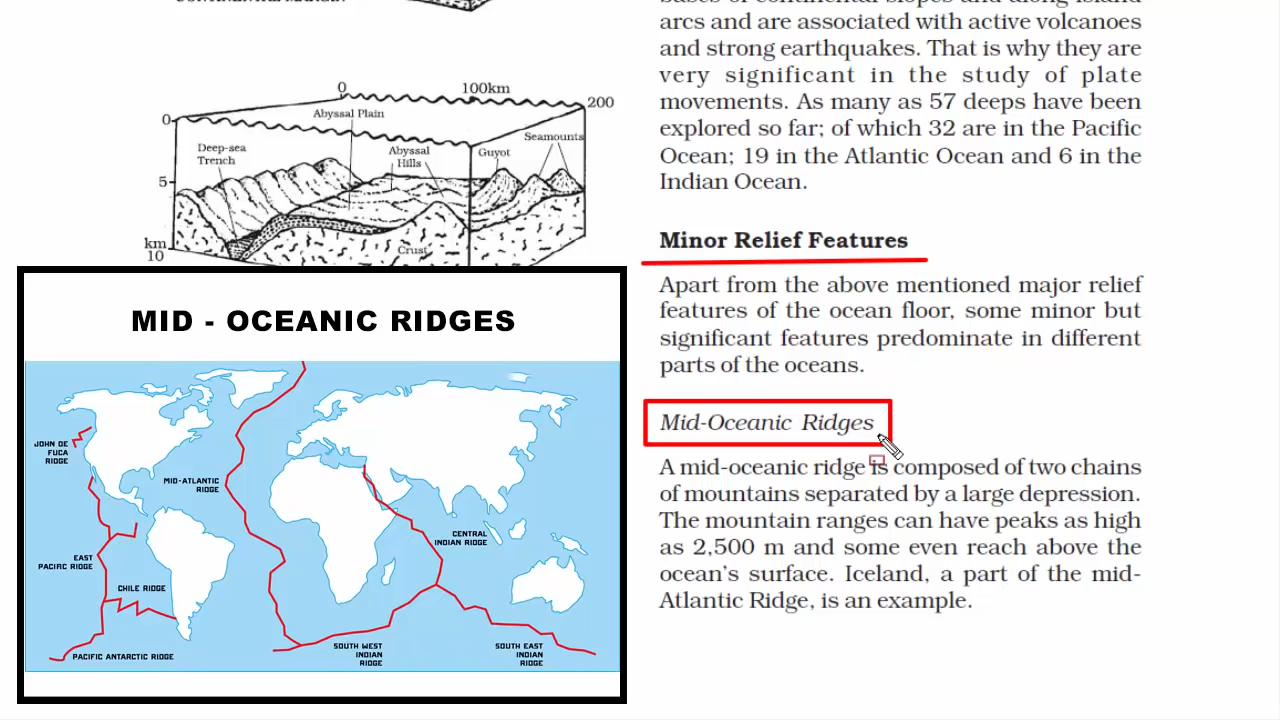 0
100km
200
0
Abyssal Plain
Deep-sea
Trench
Abyssal
Hills
Guyot
Seamounts
5
km
10
Crust
MID - OCEANIC RIDGES
JOHN DE
FUCA
RIDGE
MID-ATLANTIC
RIDGE
CENTRAL
INDIAN RIDGE
EAST
PACIFIC RIDGE
CHILE RIDGE
PACIFIC ANTARCTIC RIDGE
SOUTH WEST
INDIAN
RIDGE
SOUTH EAST
INDIAN
RIDGE
arcs and are associated with active volcanoes
and strong earthquakes. That is why they are
very significant in the study of plate
movements. As many as 57 deeps have been
explored so far; of which 32 are in the Pacific
Ocean; 19 in the Atlantic Ocean and 6 in the
Indian Ocean.
Minor Relief Features
Apart from the above mentioned major relief
features of the ocean floor, some minor but
significant features predominate in different
parts of the oceans.
Mid-Oceanic Ridges
A mid-oceanic ridge is composed of two chains
of mountains separated by a large depression.
The mountain ranges can have peaks as high
as 2,500 m and some even reach above the
ocean's surface. Iceland, a part of the mid-
Atlantic Ridge, is an example.